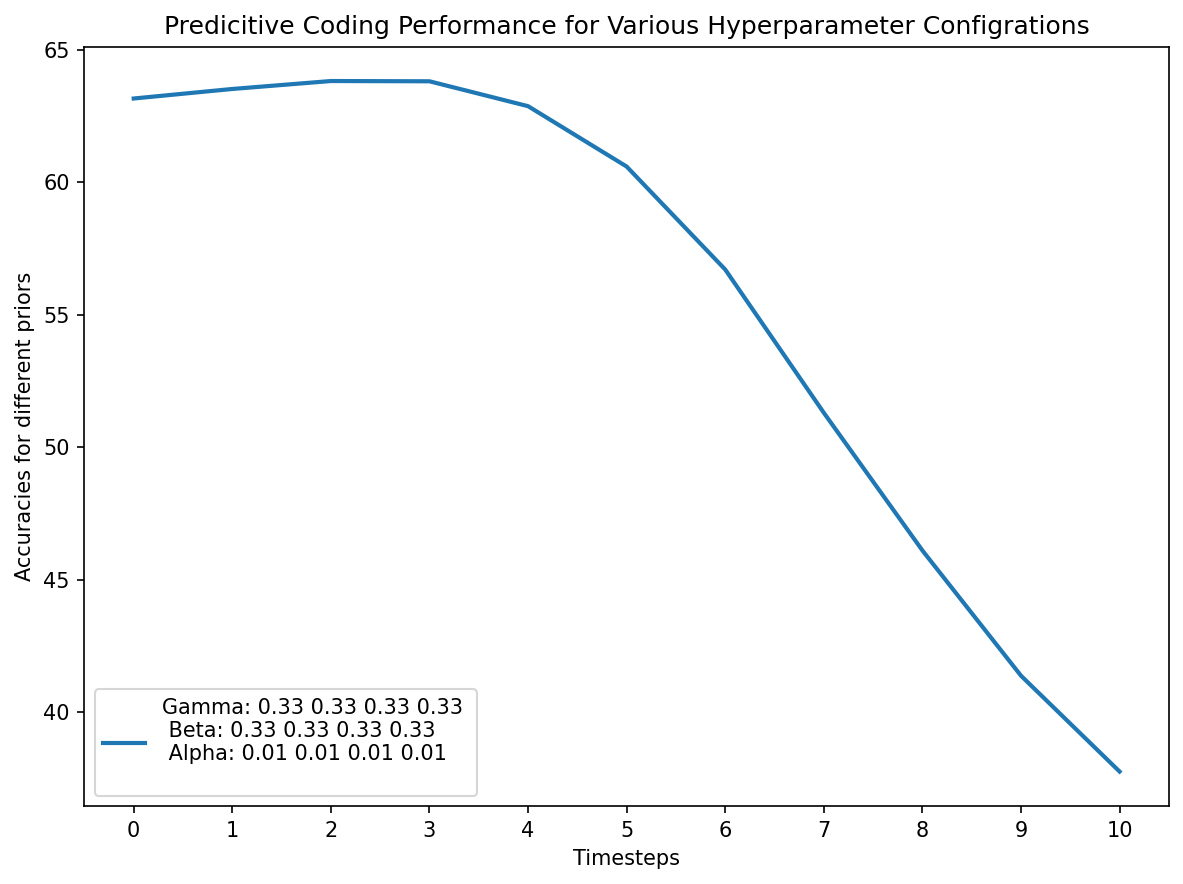 Predicitive Coding Performance for Various Hyperparameter Configrations
Accuracies for different priors
65
60
55
50
45
40
Gamma: 0.33 0.33 0.33 0.33
Beta: 0.33 0.33 0.33 0.33
Alpha: 0.01 0.01 0.01 0.01
0 1 2 3 4 5 6 7 8 9 10
Timesteps